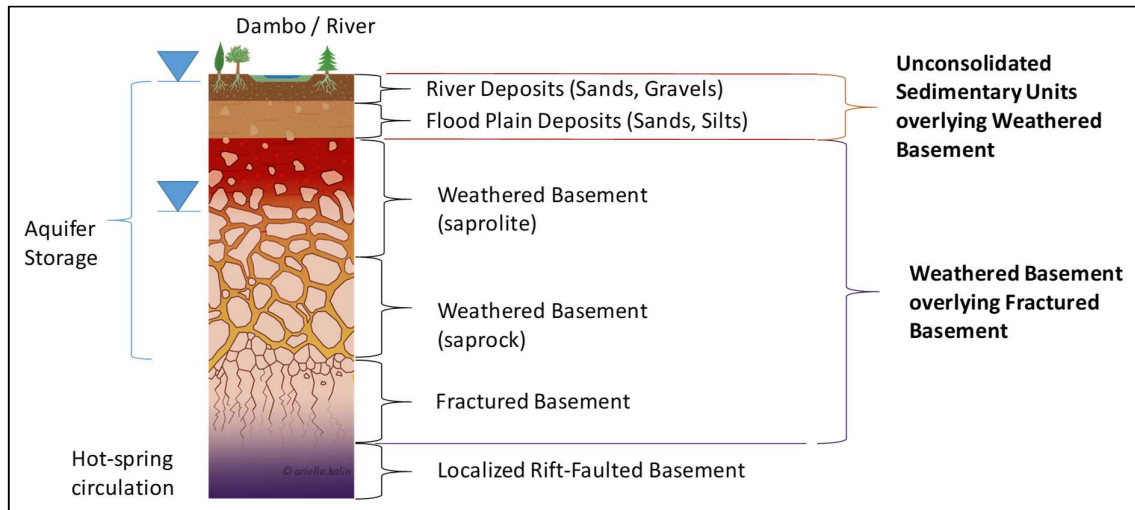 Dambo / River
River Deposits (Sands, Gravels)
Flood Plain Deposits (Sands, Silts)
Unconsolidated
Sedimentary Units
overlying Weathered
Basement
Aquifer
Storage
Weathered Basement
(saprolite)
Weathered Basement
(saprock)
Weathered Basement
overlying Fractured
Basement
Fractured Basement
Hot-spring
circulation
© arielle.kalin
Localized Rift-Faulted Basement